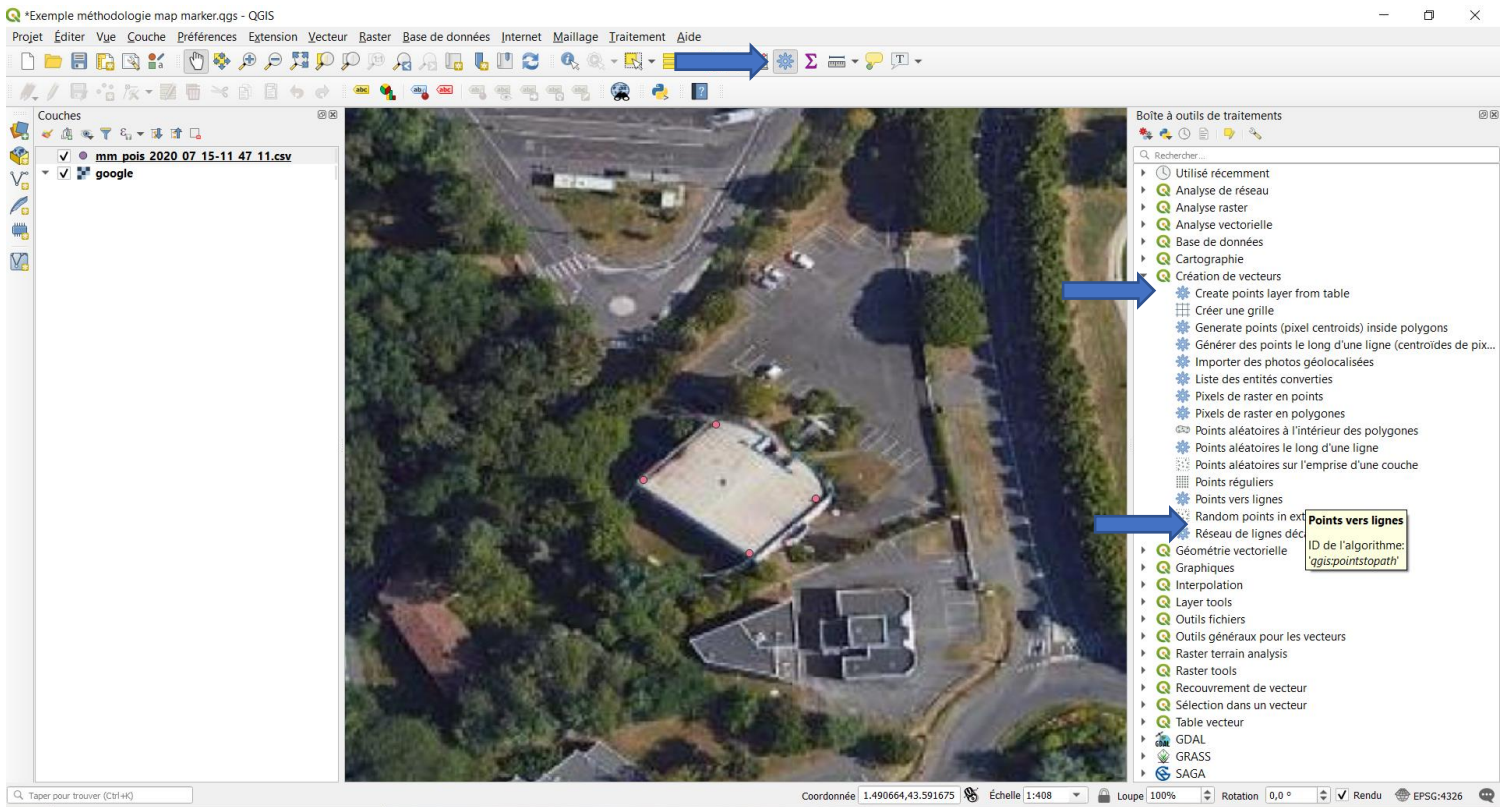 *Exemple méthodologie map marker.qgs - QGIS
Projet Éditer Vue Couche Préférences Extension Vecteur Raster Base de données Internet Maillage Traitement Aide
Couches
mm_pois_2020_07_15-11_47_11.csv
google
Boîte à outils de traitements
Rechercher...
Utilisé récemment
Analyse de réseau
Analyse raster
Analyse vectorielle
Base de données
Cartographie
Création de vecteurs
Create points layer from table
Créer une grille
Generate points (pixel centroids) inside polygons
Générer des points le long d'une ligne (centroïdes de pix...
Importer des photos géolocalisées
Liste des entités converties
Pixels de raster en points
Pixels de raster en polygones
Points aléatoires à l'intérieur des polygones
Points aléatoires le long d'une ligne
Points aléatoires sur l'emprise d'une couche
Points réguliers
Points vers lignes
Random points in ext
Réseau de lignes déc
Points vers lignes
ID de l'algorithme:
'qgis:pointstopath'
Géométrie vectorielle
Graphiques
Interpolation
Layer tools
Outils fichiers
Outils généraux pour les vecteurs
Raster terrain analysis
Raster tools
Recouvrement de vecteur
Sélection dans un vecteur
Table vecteur
GDAL
GRASS
SAGA
Taper pour trouver (Ctrl+K)
Coordonnée 1.490664,43.591675 Échelle 1:408 Loupe 100% Rotation 0,0 ° Rendu EPSG:4326